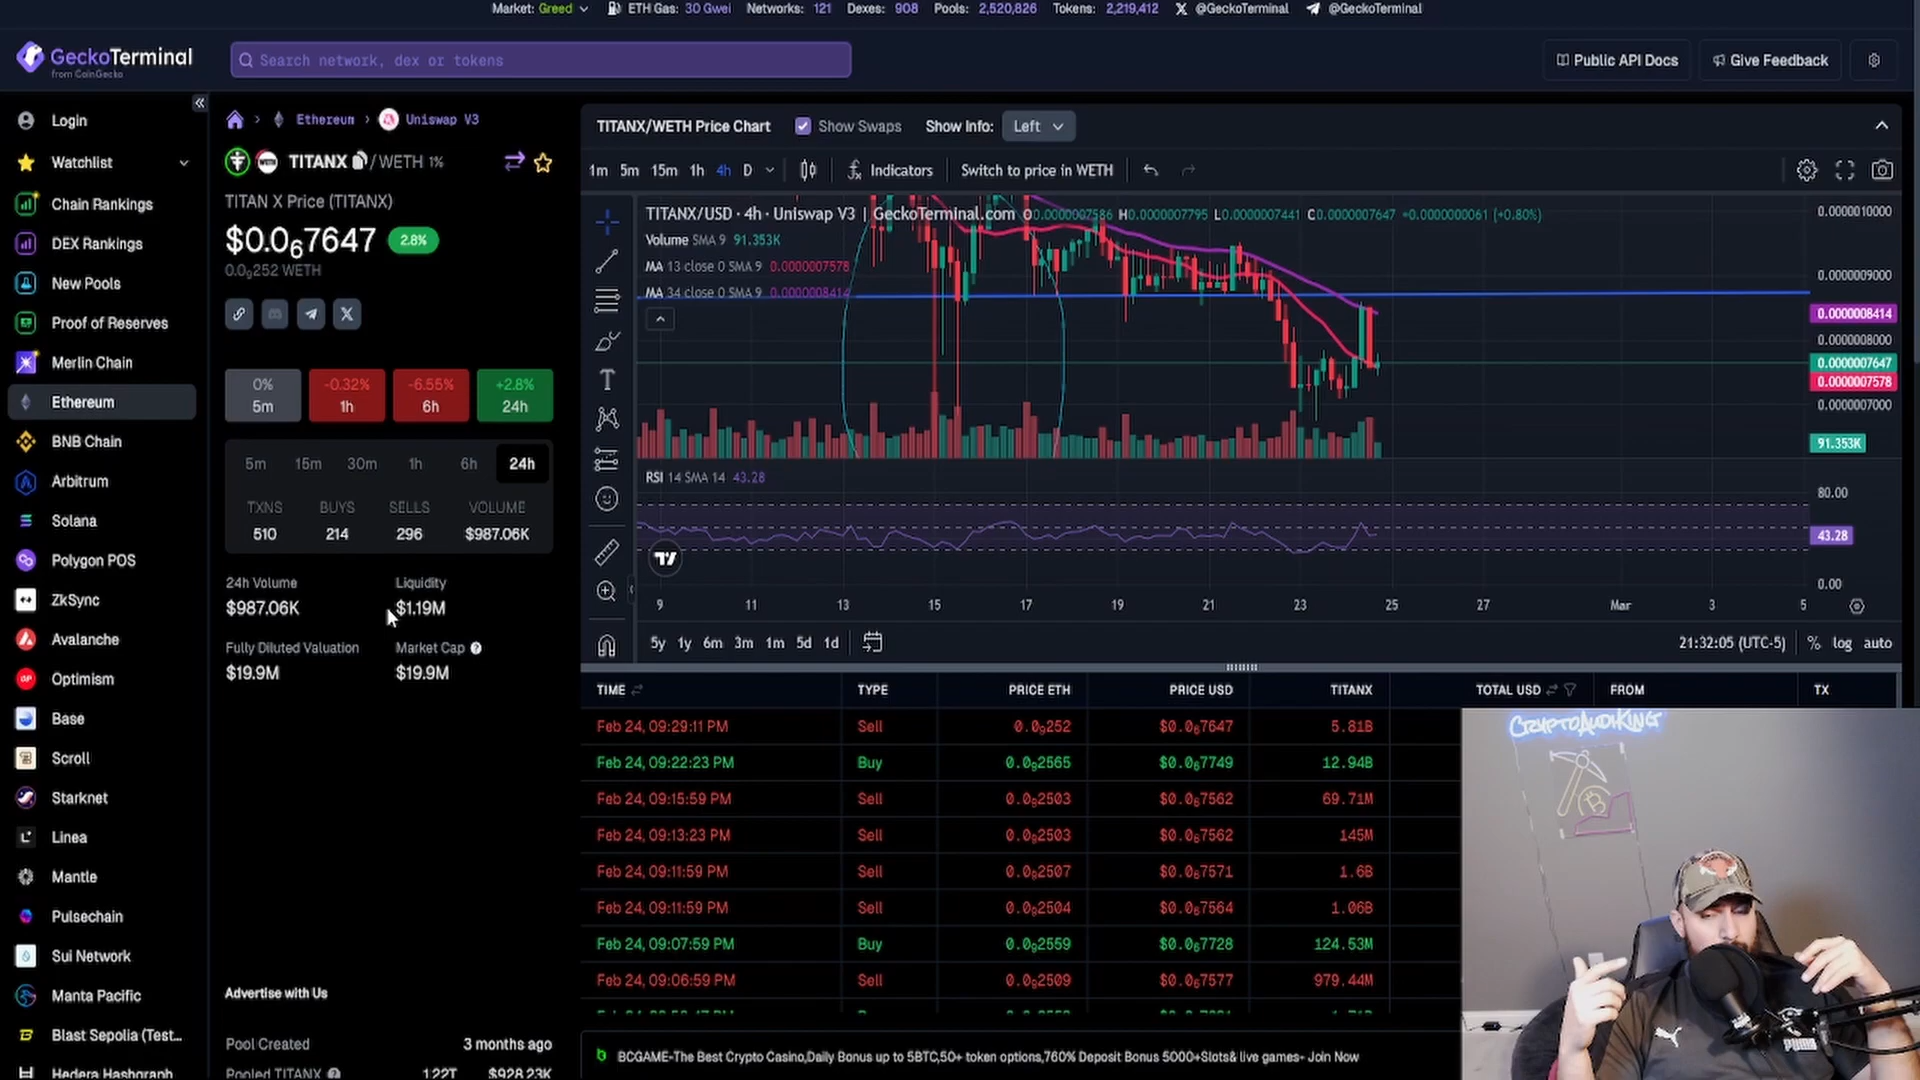 Market: Greed ETH Gas: 30 Gwei Networks: 121 Dexes: 908 Pools: 2,520,826 Tokens: 2,219,412 @GeckoTerminal @GeckoTerminal
GeckoTerminal
from CoinGecko
Search network, dex or tokens
Public API Docs
Give Feedback
Login
Watchlist
Chain Rankings
DEX Rankings
New Pools
Proof of Reserves
Merlin Chain
Ethereum
BNB Chain
Arbitrum
Solana
Polygon POS
ZkSync
Avalanche
Optimism
Base
Scroll
Starknet
Linea
Mantle
Pulsechain
Sui Network
Manta Pacific
Blast Sepolia (Test...
Hedera Hashgraph
Ethereum > Uniswap V3
TITANX /WETH 1%
TITAN X Price (TITANX)
$0.0₆7647 2.8%
0.0₉252 WETH
0% -0.32% -6.55% +2.8%
5m 1h 6h 24h
5m 15m 30m 1h 6h 24h
TXNS BUYS SELLS VOLUME
510 214 296 $987.06K
24h Volume Liquidity
$987.06K $1.19M
Fully Diluted Valuation Market Cap
$19.9M $19.9M
Advertise with Us
Pool Created 3 months ago
Pooled TITANX 1.22T $928.23K
TITANX/WETH Price Chart Show Swaps Show Info: Left
1m 5m 15m 1h 4h D Indicators Switch to price in WETH
TITANX/USD · 4h · Uniswap V3 | GeckoTerminal.com O0.0000007586 H0.0000007795 L0.0000007441 C0.0000007647 +0.0000000061 (+0.80%)
Volume SMA 9 91.353K
MA 13 close 0 SMA 9 0.0000007578
MA 34 close 0 SMA 9 0.0000008414
0.0000010000
0.0000009000
0.0000008414
0.0000008000
0.0000007647
0.0000007578
0.0000007000
91.353K
RSI 14 SMA 14 43.28
80.00
43.28
0.00
9 11 13 15 17 19 21 23 25 27 Mar 3 5
5y 1y 6m 3m 1m 5d 1d 21:32:05 (UTC-5) % log auto
TIME TYPE PRICE ETH PRICE USD TITANX TOTAL USD FROM TX
Feb 24, 09:29:11 PM Sell 0.0₉252 $0.0₆7647 5.81B
Feb 24, 09:22:23 PM Buy 0.0₉2565 $0.0₆7749 12.94B
Feb 24, 09:15:59 PM Sell 0.0₉2503 $0.0₆7562 69.71M
Feb 24, 09:13:23 PM Sell 0.0₉2503 $0.0₆7562 145M
Feb 24, 09:11:59 PM Sell 0.0₉2507 $0.0₆7571 1.6B
Feb 24, 09:11:59 PM Sell 0.0₉2504 $0.0₆7564 1.06B
Feb 24, 09:07:59 PM Buy 0.0₉2559 $0.0₆7728 124.53M
Feb 24, 09:06:59 PM Sell 0.0₉2509 $0.0₆7577 979.44M
BCGAME-The Best Crypto Casino,Daily Bonus up to 5BTC,50+ token options,760% Deposit Bonus 5000+Slots& live games- Join Now
CRYPTOAUDIKING